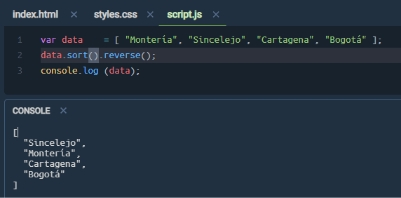 index.html × styles.css × script.js ×
1 var data = [ "Montería", "Sincelejo", "Cartagena", "Bogotá" ];
2 data.sort().reverse();
3 console.log (data);
CONSOLE ×
[
"Sincelejo",
"Montería",
"Cartagena",
"Bogotá"
]